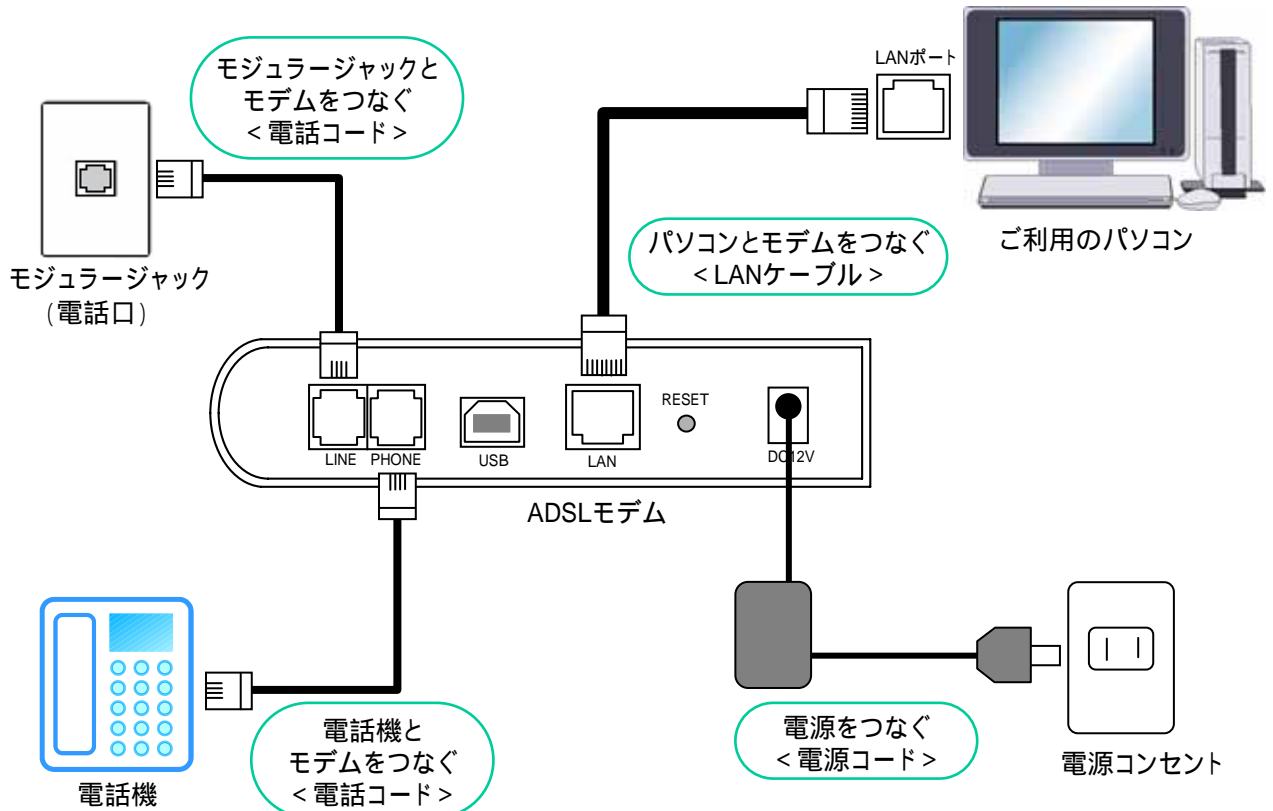 モジュラージャックと
モデムをつなぐ
<電話コード>
LANポート
モジュラージャック
(電話口)
パソコンとモデムをつなぐ
<LANケーブル>
ご利用のパソコン
LINE
PHONE
USB
LAN
RESET
DC12V
ADSLモデム
電話機
電話機と
モデムをつなぐ
<電話コード>
電源をつなぐ
<電源コード>
電源コンセント